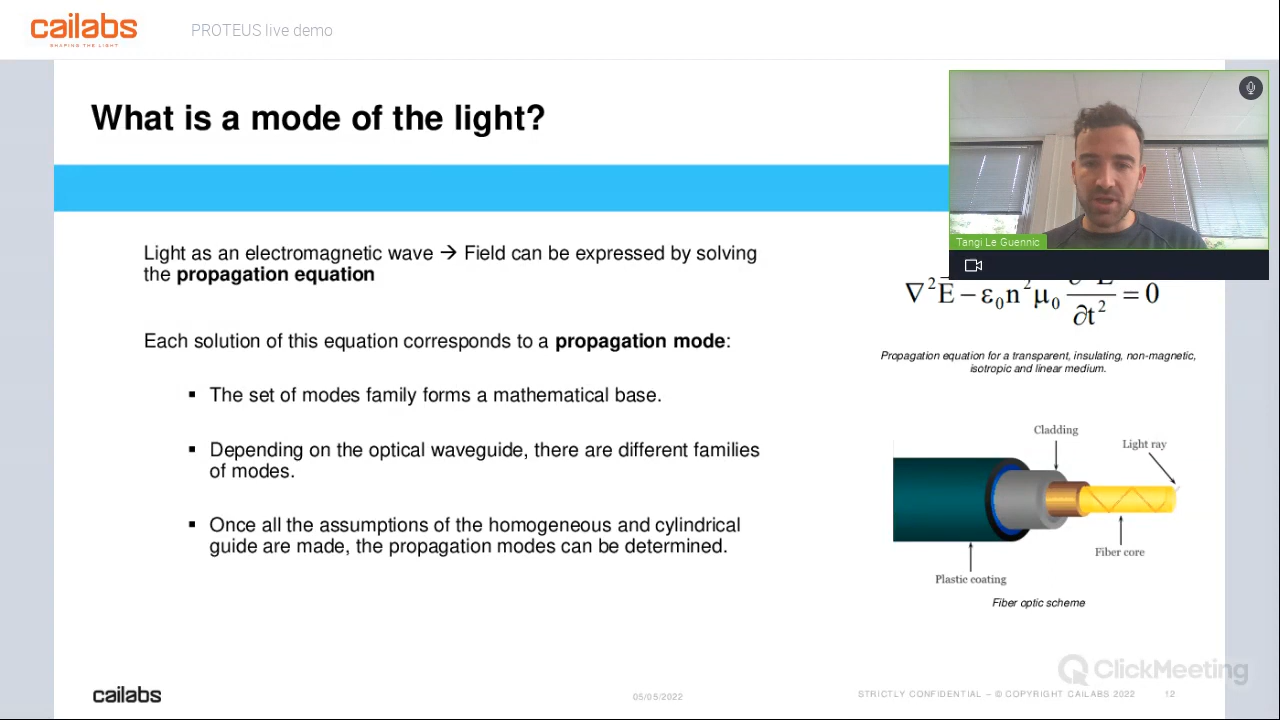 cailabs
SHAPING THE LIGHT
PROTEUS live demo
What is a mode of the light?
Tangi Le Guennic
Light as an electromagnetic wave → Field can be expressed by solving
the propagation equation
Each solution of this equation corresponds to a propagation mode:
▪ The set of modes family forms a mathematical base.
▪ Depending on the optical waveguide, there are different families
of modes.
▪ Once all the assumptions of the homogeneous and cylindrical
guide are made, the propagation modes can be determined.
∇²E − ε₀n²μ₀ ∂²E/∂t² = 0
Propagation equation for a transparent, insulating, non-magnetic,
isotropic and linear medium.
Cladding
Light ray
Fiber core
Plastic coating
Fiber optic scheme
ClickMeeting
cailabs
05/05/2022
STRICTLY CONFIDENTIAL – © COPYRIGHT CAILABS 2022
12